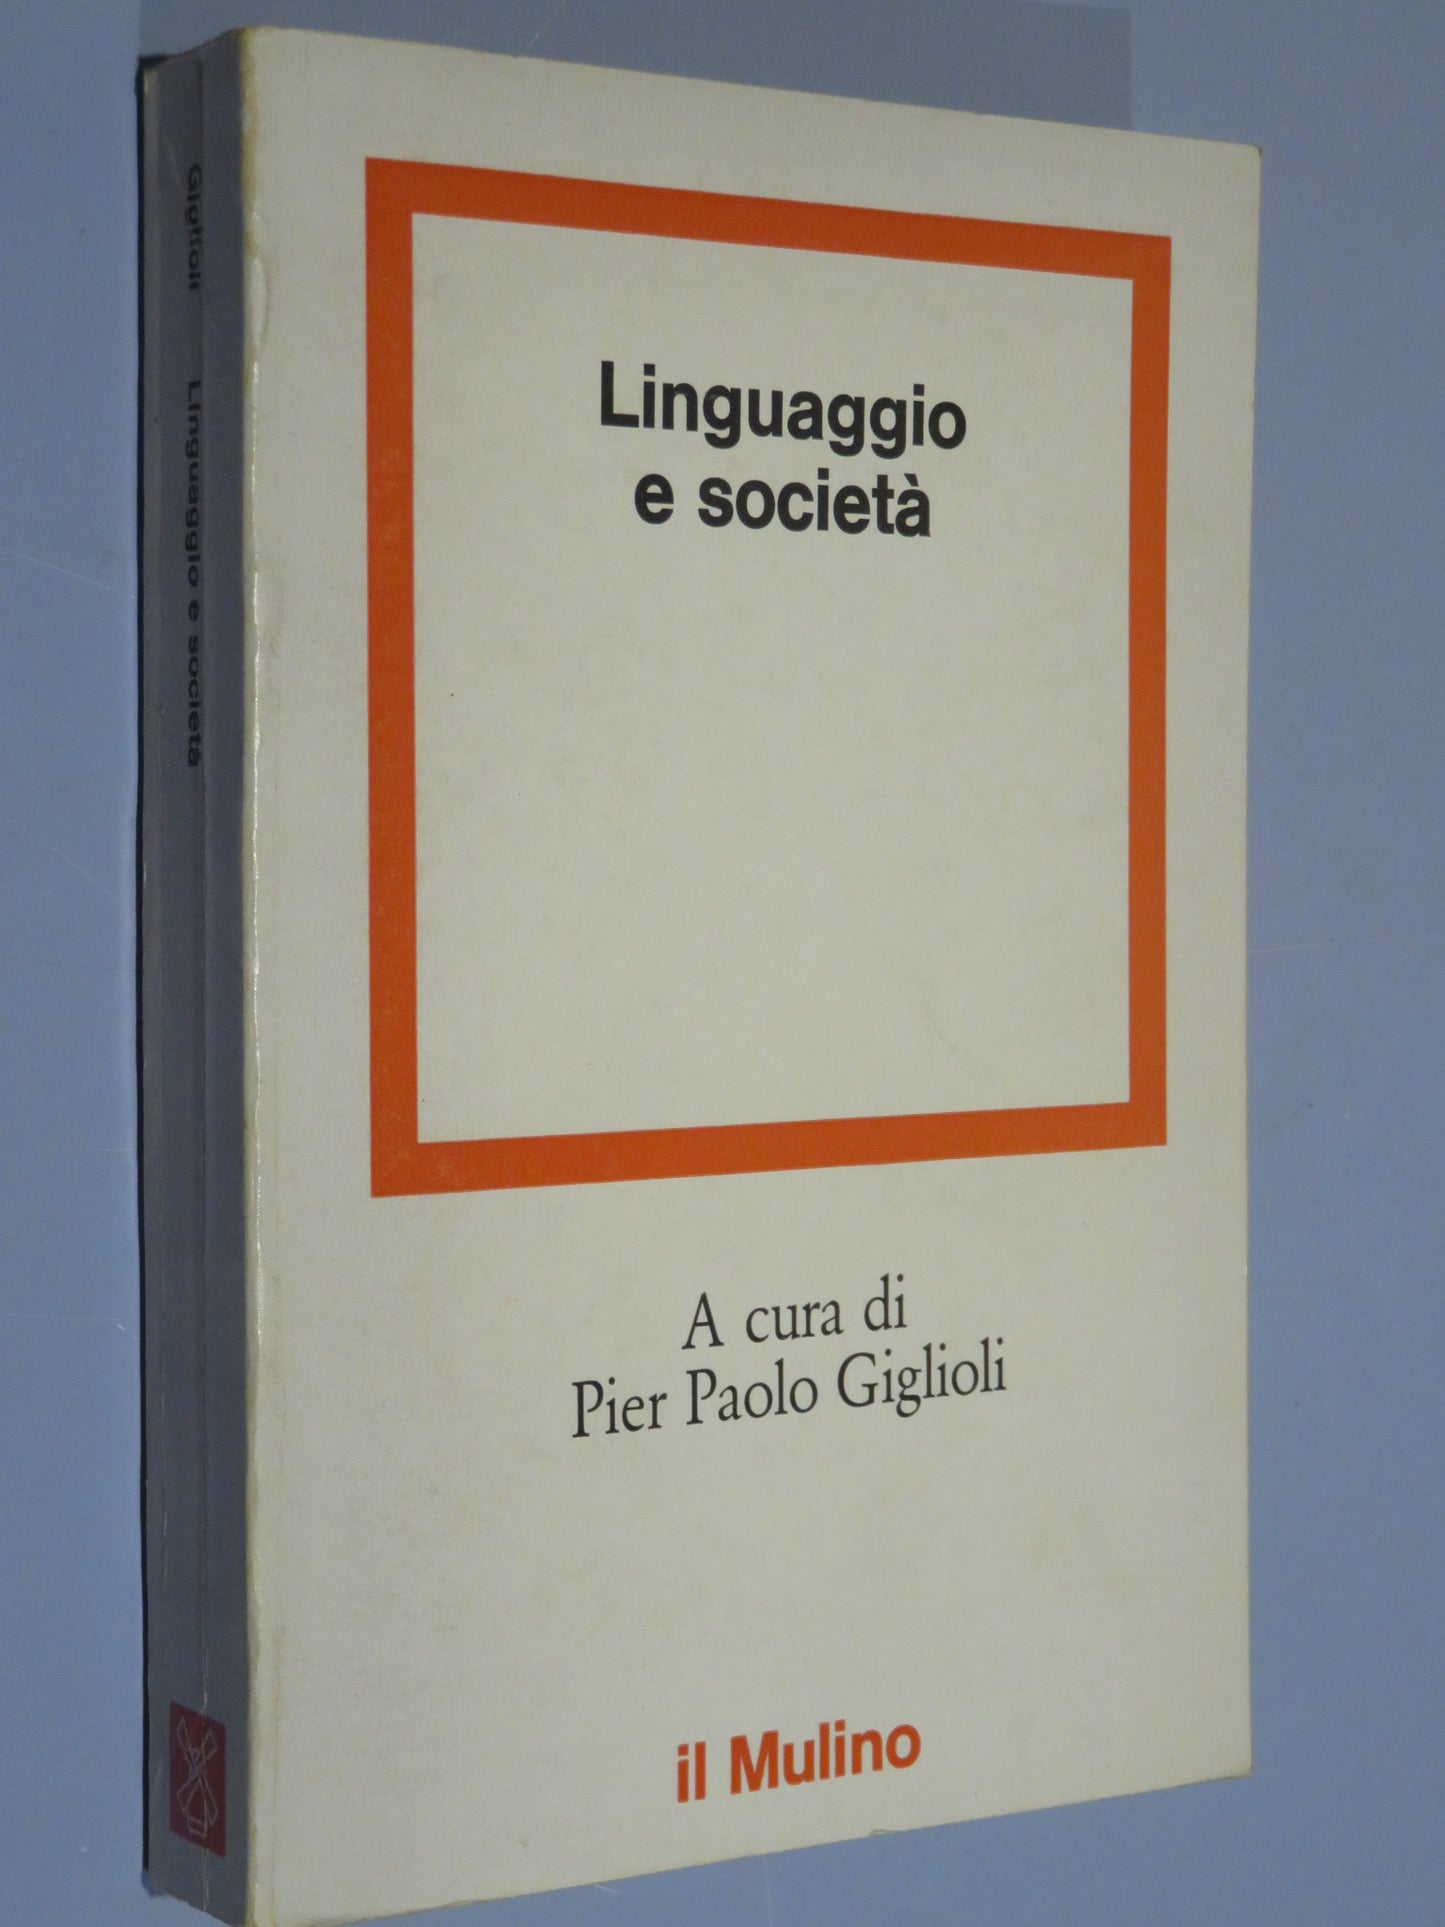 Linguaggio
e società
A cura di
Pier Paolo Giglioli
il Mulino
Giglioli Linguaggio e società